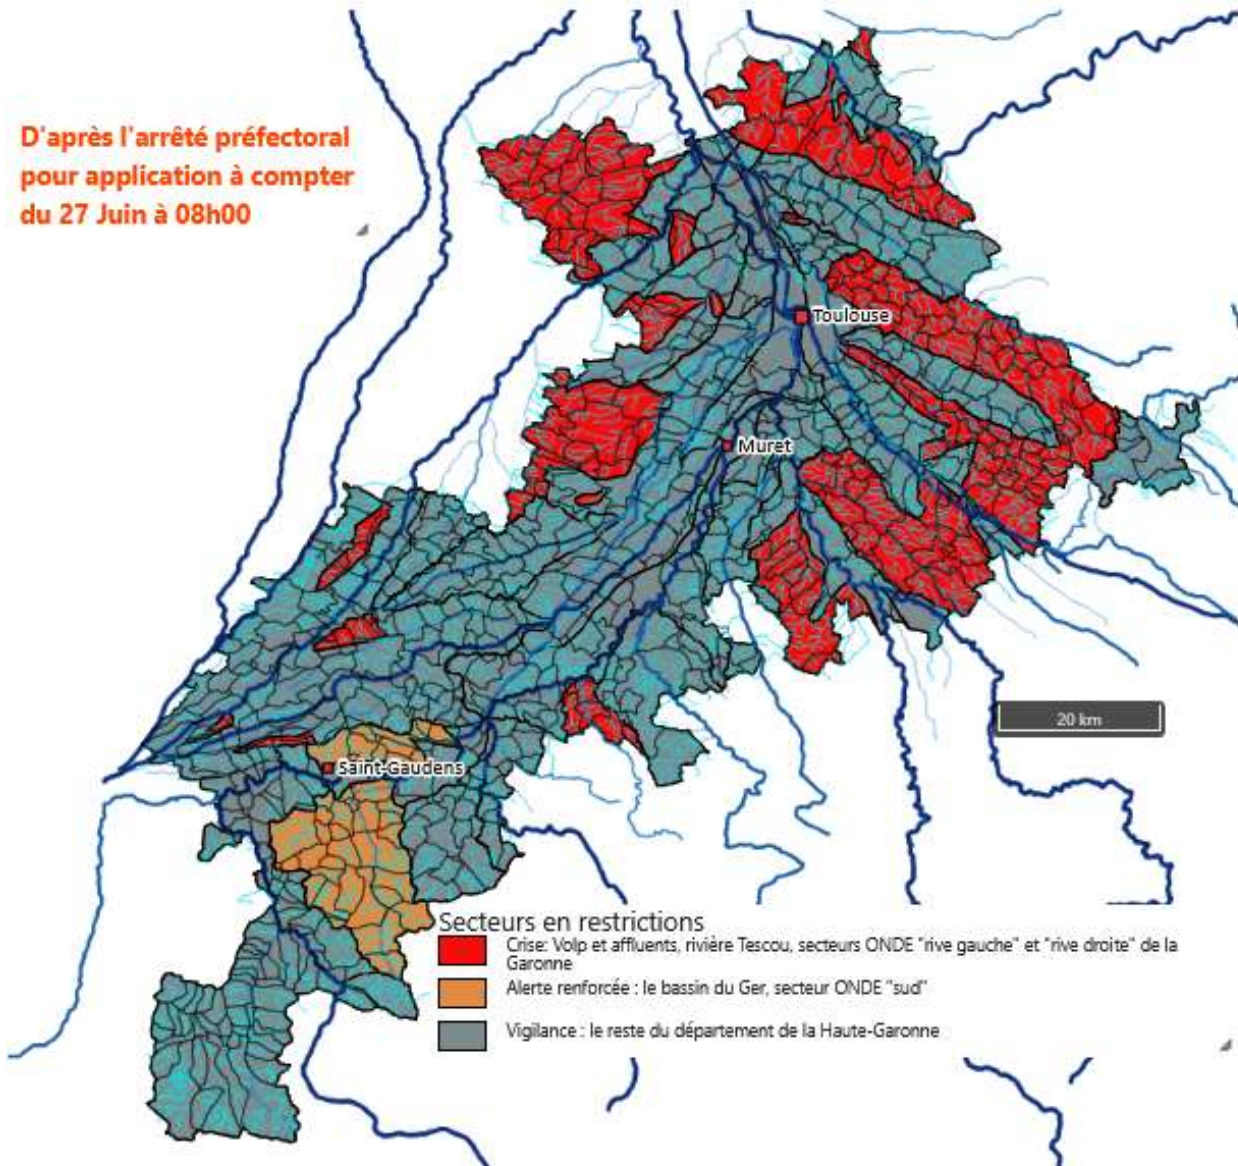 D'après l'arrêté préfectoral
pour application à compter
du 27 Juin à 08h00
Toulouse
Muret
20 km
Saint-Gaudens
Secteurs en restrictions
Crise: Volp et affluents, rivière Tescou, secteurs ONDE "rive gauche" et "rive droite" de la
Garonne
Alerte renforcée : le bassin du Ger, secteur ONDE "sud"
Vigilance : le reste du département de la Haute-Garonne